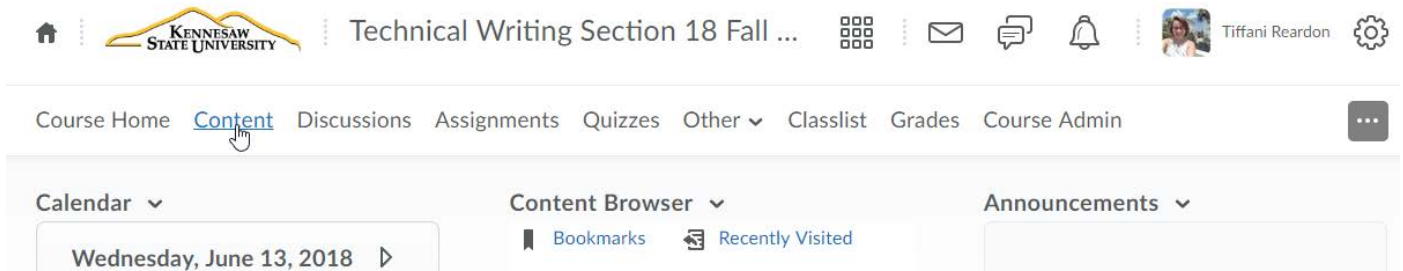 KENNESAW
STATE UNIVERSITY
Technical Writing Section 18 Fall ...
Tiffani Reardon
Course Home Content Discussions Assignments Quizzes Other Classlist Grades Course Admin
Calendar Content Browser Announcements
Bookmarks Recently Visited
Wednesday, June 13, 2018